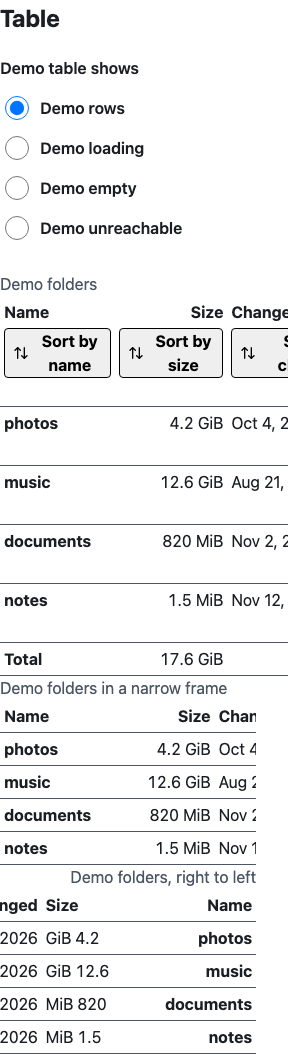 Table
Demo table shows
Demo rows
Demo loading
Demo empty
Demo unreachable
Demo folders
Name Size Change
Sort by name Sort by size
photos 4.2 GiB Oct 4, 2
music 12.6 GiB Aug 21,
documents 820 MiB Nov 2, 2
notes 1.5 MiB Nov 12,
Total 17.6 GiB
Demo folders in a narrow frame
Name Size Chan
photos 4.2 GiB Oct 4
music 12.6 GiB Aug 2
documents 820 MiB Nov 2
notes 1.5 MiB Nov 1
Demo folders, right to left
nged Size Name
2026 GiB 4.2 photos
2026 GiB 12.6 music
2026 MiB 820 documents
2026 MiB 1.5 notes